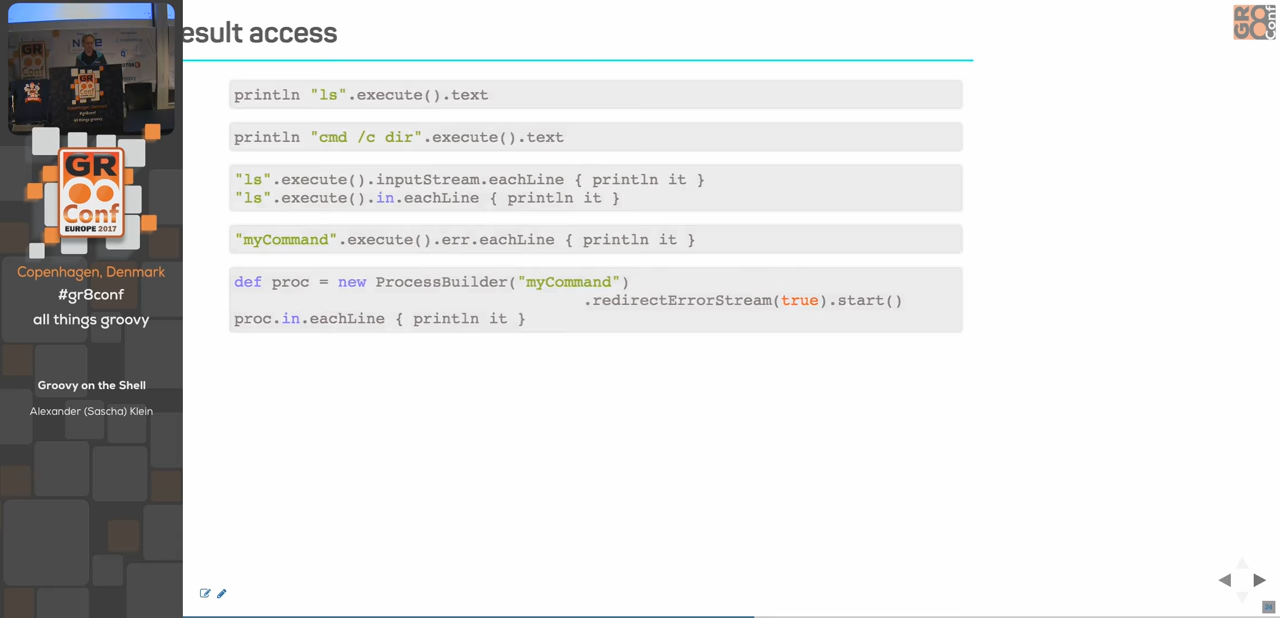 esult access
println "ls".execute().text
println "cmd /c dir".execute().text
"ls".execute().inputStream.eachLine { println it }
"ls".execute().in.eachLine { println it }
"myCommand".execute().err.eachLine { println it }
def proc = new ProcessBuilder("myCommand")
.redirectErrorStream(true).start()
proc.in.eachLine { println it }
GR8
Conf
EUROPE 2017
Copenhagen, Denmark
#gr8conf
all things groovy
Groovy on the Shell
Alexander (Sascha) Klein
GR8
Conf